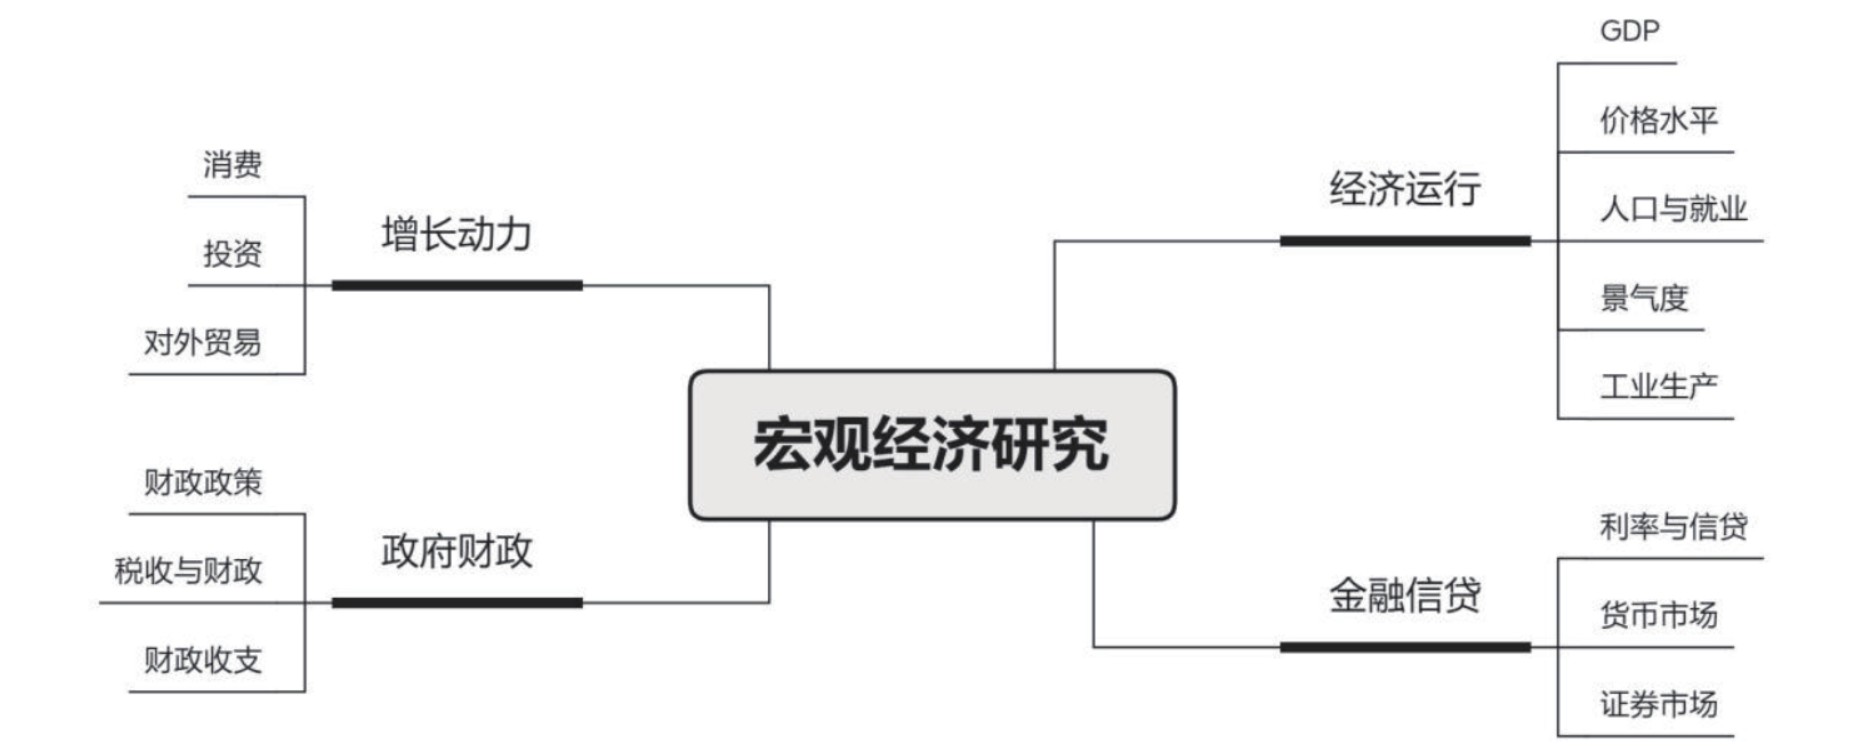 GDP
价格水平
经济运行
人口与就业
景气度
工业生产
消费
增长动力
投资
对外贸易
宏观经济研究
财政政策
政府财政
税收与财政
财政收支
利率与信贷
金融信贷
货币市场
证券市场